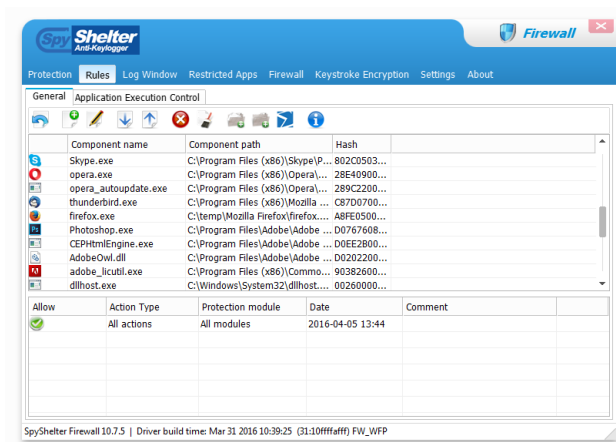 Spy Shelter
Anti-Keylogger
Firewall
Protection Rules Log Window Restricted Apps Firewall Keystroke Encryption Settings About
General Application Execution Control
Component name Component path Hash
Skype.exe C:\Program Files (x86)\Skype\P... 802C0503...
opera.exe C:\Program Files (x86)\Opera\... 28E40900...
opera_autoupdate.exe C:\Program Files (x86)\Opera\... 289C2200...
thunderbird.exe C:\Program Files (x86)\Mozilla ... C87D0700...
firefox.exe C:\temp\Mozilla Firefox\firefox.... A8FE0500...
Photoshop.exe C:\Program Files\Adobe\Adobe ... D0767608...
CEPHtmlEngine.exe C:\Program Files\Adobe\Adobe ... D0EE2B00...
AdobeOwl.dll C:\Program Files\Adobe\Adobe ... D0202200...
adobe_licutil.exe C:\Program Files (x86)\Commo... 90382600...
dllhost.exe C:\Windows\System32\dllhost.... 00260000...
Allow Action Type Protection module Date Comment
All actions All modules 2016-04-05 13:44
SpyShelter Firewall 10.7.5 | Driver build time: Mar 31 2016 10:39:25 (31:10ffffafff) FW_WFP